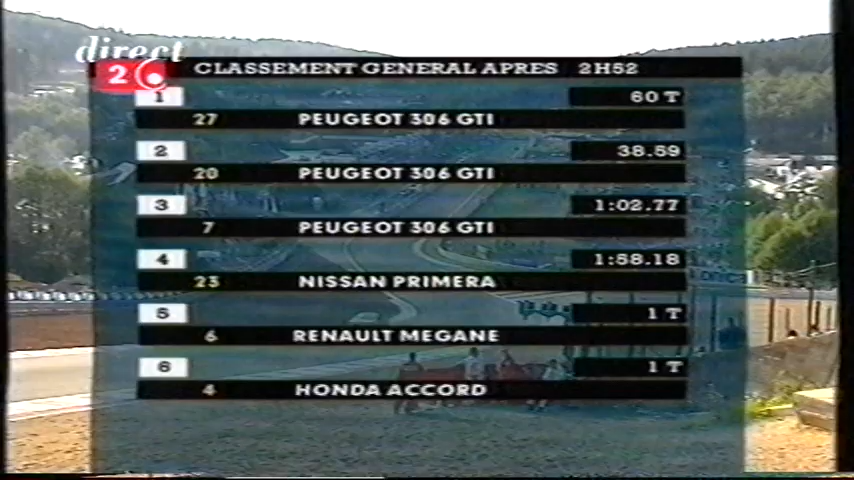 direct
2 CLASSEMENT GENERAL APRES 2H52
1 60 T
27 PEUGEOT 306 GTI
2 38.59
20 PEUGEOT 306 GTI
3 1:02.77
7 PEUGEOT 306 GTI
4 1:58.18
23 NISSAN PRIMERA
5 1 T
6 RENAULT MEGANE
6 1 T
4 HONDA ACCORD